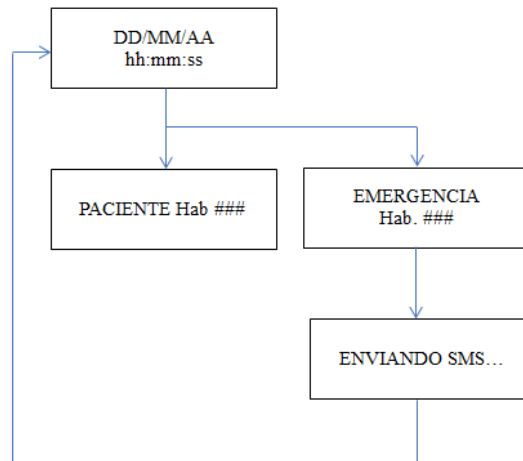 DD/MM/AA
hh:mm:ss
PACIENTE Hab ###
EMERGENCIA
Hab. ###
ENVIANDO SMS…